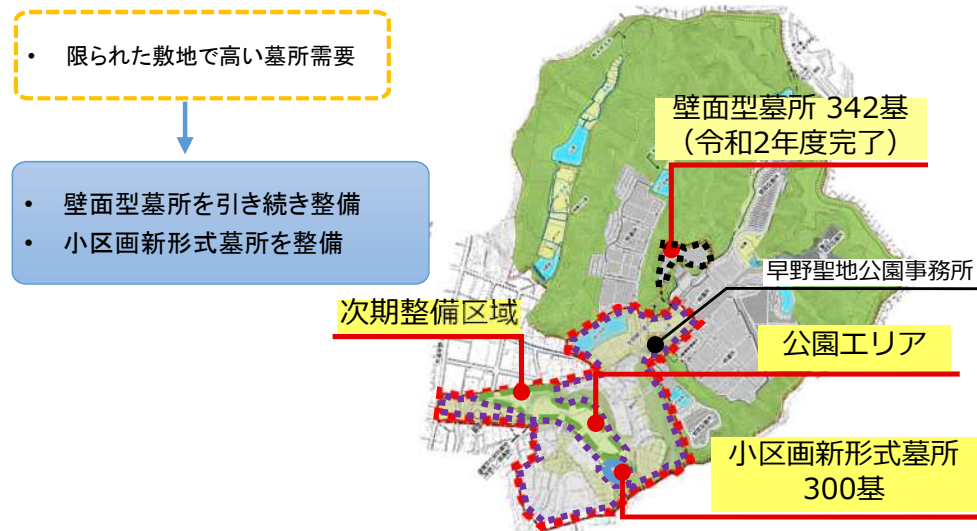 • 限られた敷地で高い墓所需要
• 壁面型墓所を引き続き整備
• 小区画新形式墓所を整備
壁面型墓所 342基
（令和2年度完了）
早野聖地公園事務所
次期整備区域
公園エリア
小区画新形式墓所
300基